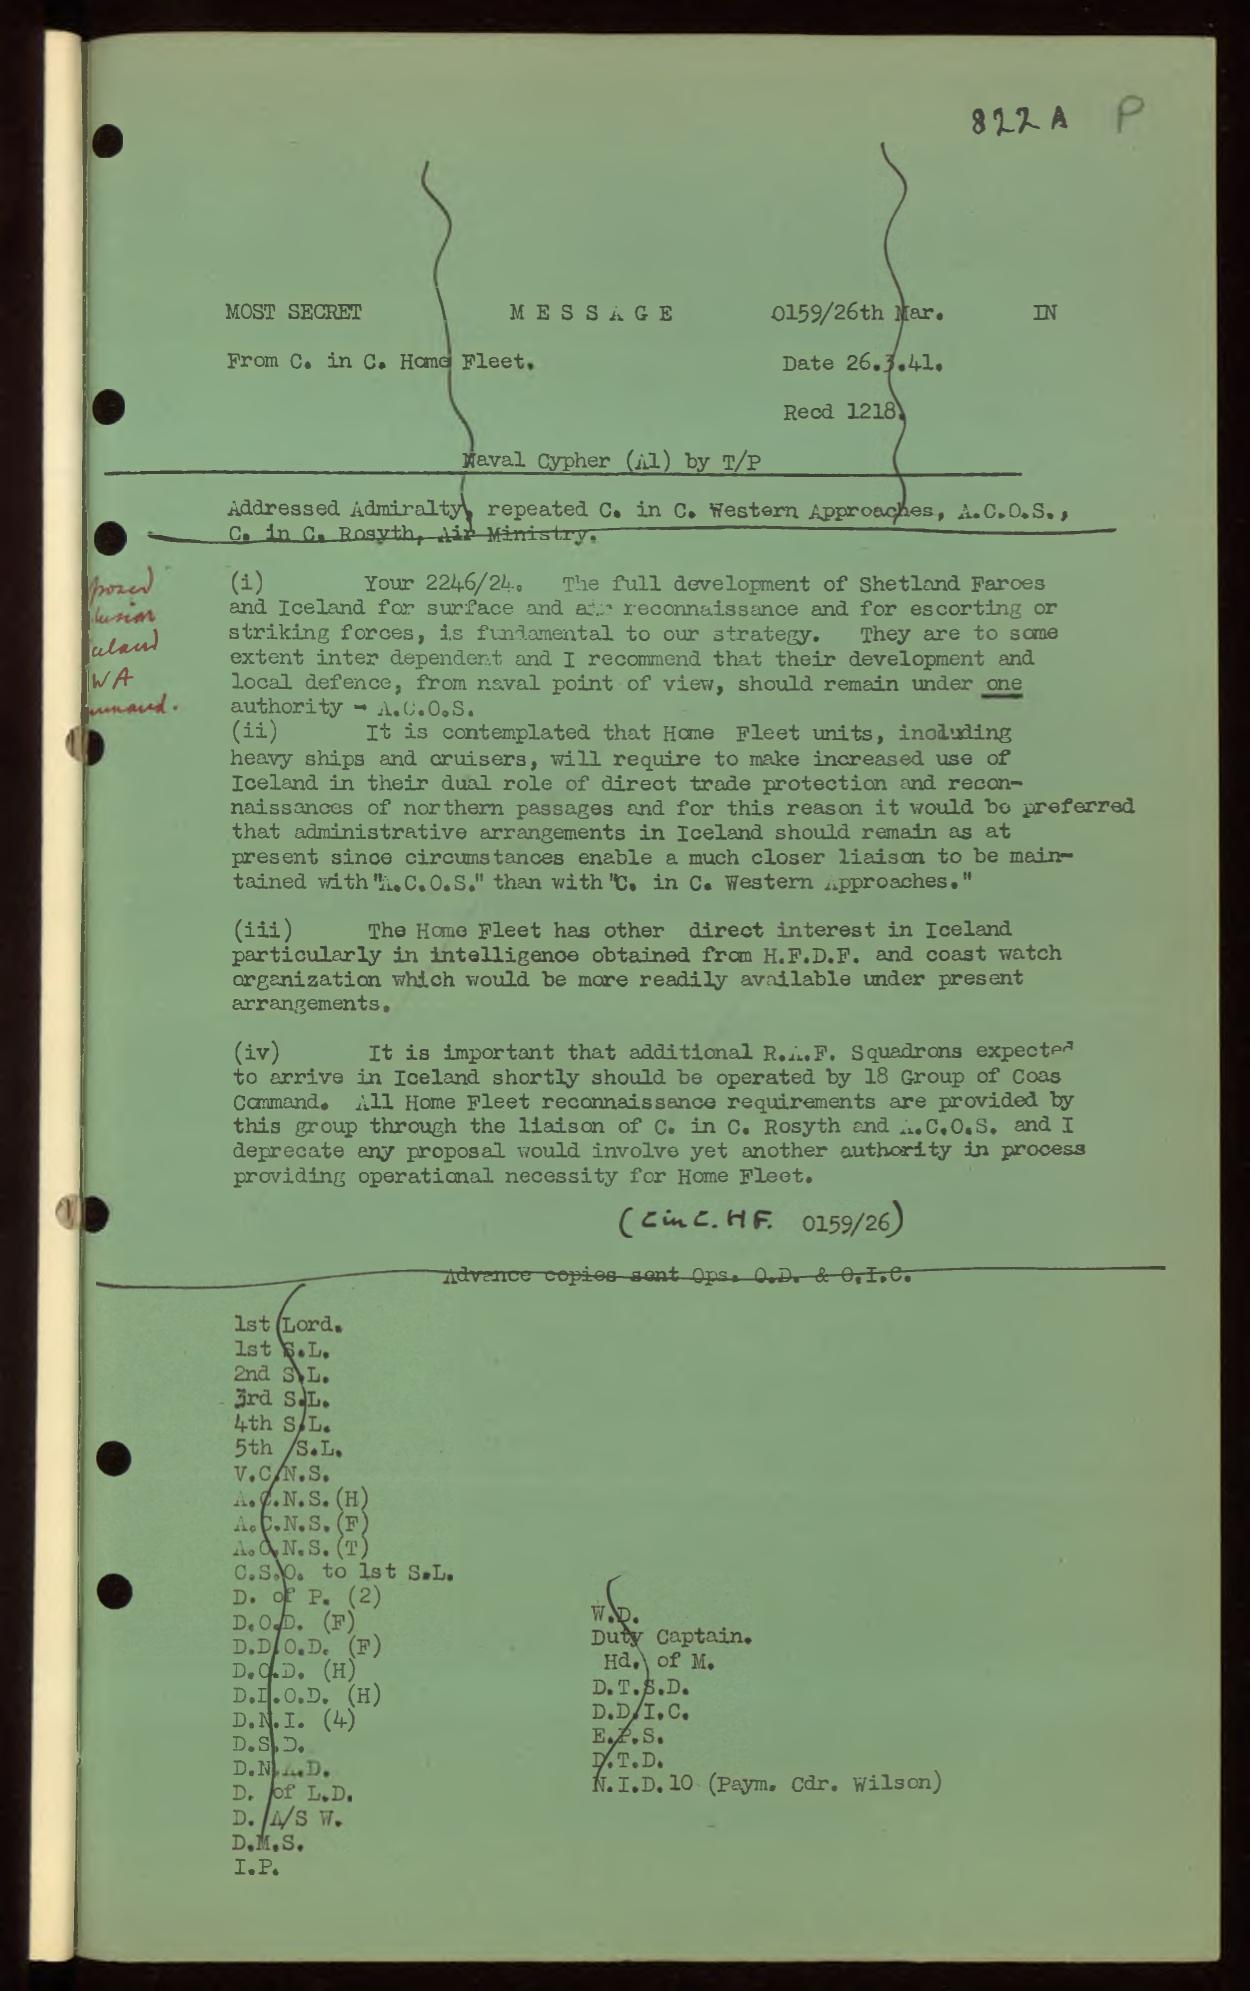 822 A P
MOST SECRET M E S S A G E 0159/26th Mar. IN
From C. in C. Home Fleet. Date 26.3.41.
Recd 1218.
Naval Cypher (A1) by T/P
Addressed Admiralty, repeated C. in C. Western Approaches, A.C.O.S.,
C. in C. Rosyth, Air Ministry.
(i) Your 2246/24. The full development of Shetland Faroes
and Iceland for surface and air reconnaissance and for escorting or
striking forces, is fundamental to our strategy. They are to some
extent inter dependent and I recommend that their development and
local defence, from naval point of view, should remain under one
WA
authority - A.C.O.S.
(ii) It is contemplated that Home Fleet units, including
heavy ships and cruisers, will require to make increased use of
Iceland in their dual role of direct trade protection and recon-
naissances of northern passages and for this reason it would be preferred
that administrative arrangements in Iceland should remain as at
present since circumstances enable a much closer liaison to be main-
tained with "A.C.O.S." than with "C. in C. Western Approaches."
(iii) The Home Fleet has other direct interest in Iceland
particularly in intelligence obtained from H.F.D.F. and coast watch
organization which would be more readily available under present
arrangements.
(iv) It is important that additional R.A.F. Squadrons expected
to arrive in Iceland shortly should be operated by 18 Group of Coas
Command. All Home Fleet reconnaissance requirements are provided by
this group through the liaison of C. in C. Rosyth and A.C.O.S. and I
deprecate any proposal would involve yet another authority in process
providing operational necessity for Home Fleet.
(C in C. HF. 0159/26)
Advance copies sent Ops. O.D. & O.I.C.
1st Lord.
1st S.L.
2nd S.L.
3rd S.L.
4th S.L.
5th S.L.
V.C.N.S.
A.C.N.S.(H)
A.C.N.S.(F)
A.C.N.S.(T)
C.S.O. to 1st S.L.
D. of P. (2)
D.O.D. (F)
D.D.O.D. (F)
D.O.D. (H)
D.D.O.D. (H)
D.N.I. (4)
D.S.D.
D.N.A.D.
D. of L.D.
D. A/S W.
D.M.S.
I.P.
W.D.
Duty Captain.
Hd. of M.
D.T.S.D.
D.D.I.C.
E.P.S.
D.T.D.
N.I.D.10 (Paym. Cdr. Wilson)